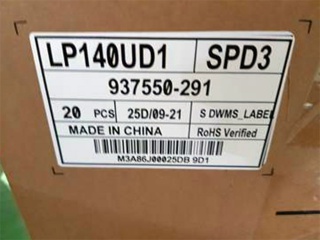 LP140UD1 SPD3
937550-291
20 PCS 25D/09-21 S DWMS_LABEL
MADE IN CHINA RoHS Verified
M3A86J00025DB 9D1